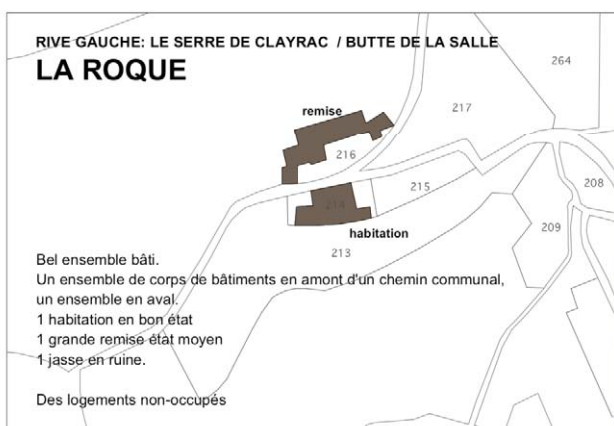 RIVE GAUCHE: LE SERRE DE CLAYRAC / BUTTE DE LA SALLE
LA ROQUE
264
217
remise
216
215
208
214
209
habitation
213
Bel ensemble bâti.
Un ensemble de corps de bâtiments en amont d'un chemin communal,
un ensemble en aval.
1 habitation en bon état
1 grande remise état moyen
1 jasse en ruine.
Des logements non-occupés